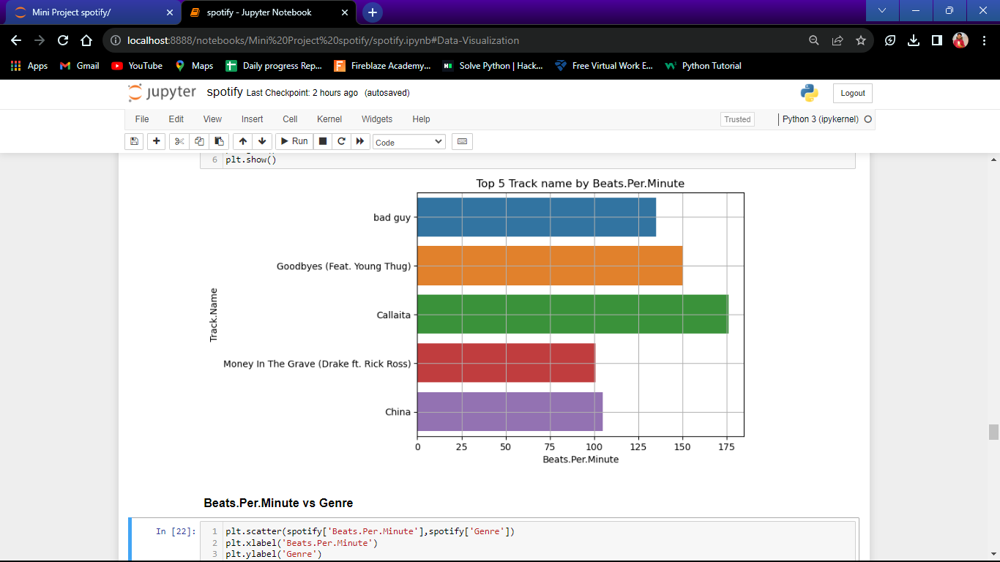 Mini Project spotify/
spotify - Jupyter Notebook
localhost:8888/notebooks/Mini%20Project%20spotify/spotify.ipynb#Data-Visualization
Apps Gmail YouTube Maps Daily progress Rep... Fireblaze Academy... Solve Python | Hack... Free Virtual Work E... Python Tutorial
jupyter spotify Last Checkpoint: 2 hours ago (autosaved)
Logout
File Edit View Insert Cell Kernel Widgets Help
Trusted
Python 3 (ipykernel)
Run
Code
6 plt.show()
Top 5 Track name by Beats.Per.Minute
Track.Name
bad guy
Goodbyes (Feat. Young Thug)
Callaita
Money In The Grave (Drake ft. Rick Ross)
China
0 25 50 75 100 125 150 175
Beats.Per.Minute
Beats.Per.Minute vs Genre
In [22]:
1 plt.scatter(spotify['Beats.Per.Minute'],spotify['Genre'])
2 plt.xlabel('Beats.Per.Minute')
3 plt.ylabel('Genre')